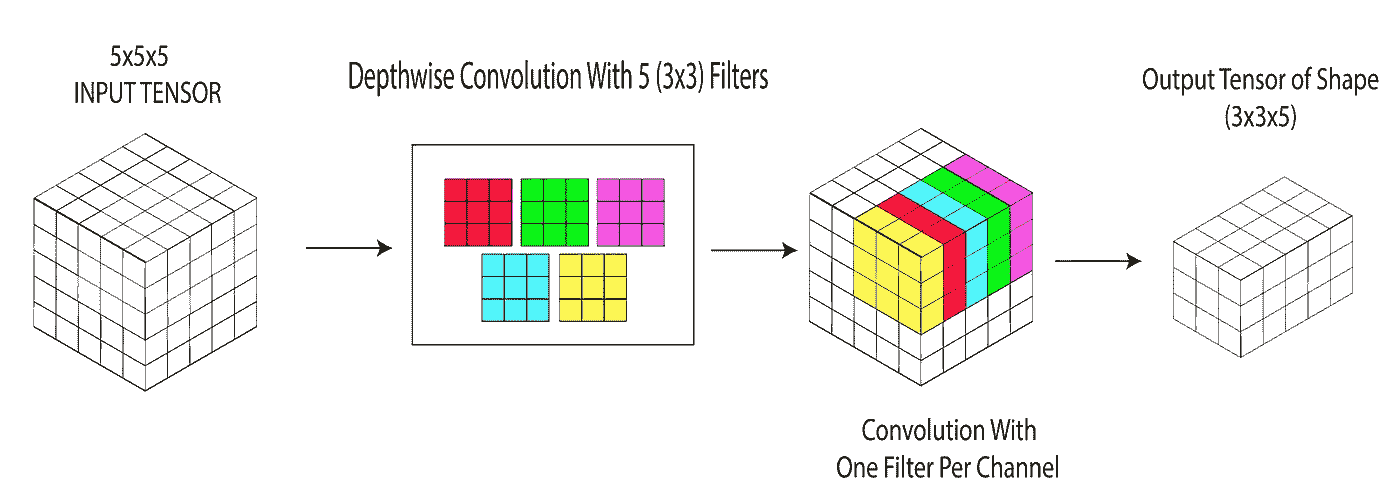 5x5x5
INPUT TENSOR
Depthwise Convolution With 5 (3x3) Filters
Output Tensor of Shape
(3x3x5)
Convolution With
One Filter Per Channel